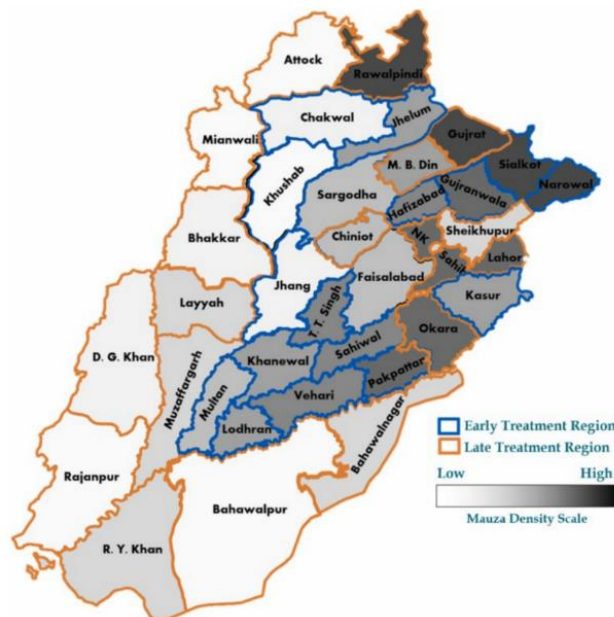 Attock
Rawalpindi
Chakwal
Jhelum
Mianwali
Gujrat
Khushab
M. B. Din
Sialkot
Narowal
Sargodha
Hafizabad
Gujranwala
Bhakkar
Chiniot
NK
Sheikhupur
Sahib
Lahor
Jhang
Faisalabad
Kasur
Layyah
T. T. Singh
Okara
D. G. Khan
Khanewal
Sahiwal
Muzaffargarh
Multan
Vehari
Pakpattar
Lodhran
Bahawalnagar
Rajanpur
Bahawalpur
R. Y. Khan
Early Treatment Region
Late Treatment Region
Low High
Mauza Density Scale